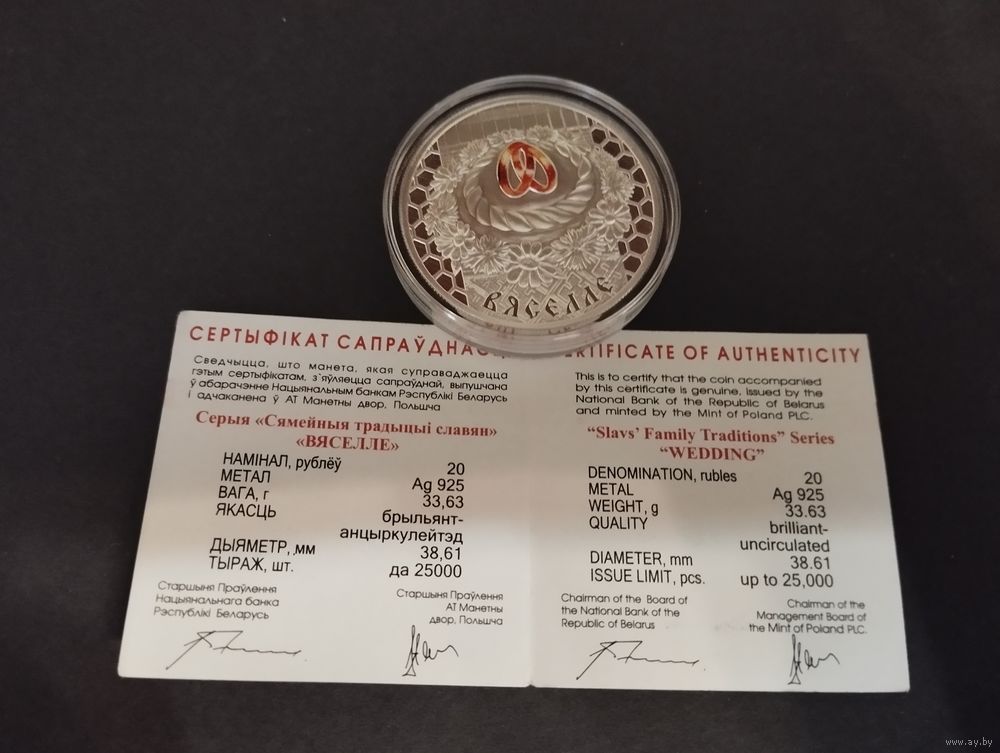 ВЯСЕЛЛЕ
СЕРТЫФІКАТ САПРАЎДНАС
Сведчыцца, што манета, якая суправаджаецца
гэтым сертыфікатам, з`яўляецца сапраўднай, выпушчана
ў абарачэнне Нацыянальным банкам Рэспублікі Беларусь
і адчаканена ў АТ Манетны двор, Польшча
Серыя «Сямейныя традыцыі славян»
«ВЯСЕЛЛЕ»
НАМІНАЛ, рублёў 20
МЕТАЛ Ag 925
ВАГА, г 33,63
ЯКАСЦЬ брыльянт-
анцыркулейтэд
ДЫЯМЕТР, мм 38,61
ТЫРАЖ, шт. да 25000
Старшыня Праўлення
Нацыянальнага банка
Рэспублікі Беларусь
Старшыня Праўлення
АТ Манетны
двор, Польшча
ERTIFICATE OF AUTHENTICITY
This is to certify that the coin accompanied
by this certificate is genuine, issued by the
National Bank of the Republic of Belarus
and minted by the Mint of Poland PLC.
“Slavs’ Family Traditions” Series
“WEDDING”
DENOMINATION, rubles 20
METAL Ag 925
WEIGHT, g 33.63
QUALITY brilliant-
uncirculated
DIAMETER, mm 38.61
ISSUE LIMIT, pcs. up to 25,000
Chairman of the Board of
the National Bank of the
Republic of Belarus
Chairman of the
Management Board of
the Mint of Poland PLC.
www.ay.by